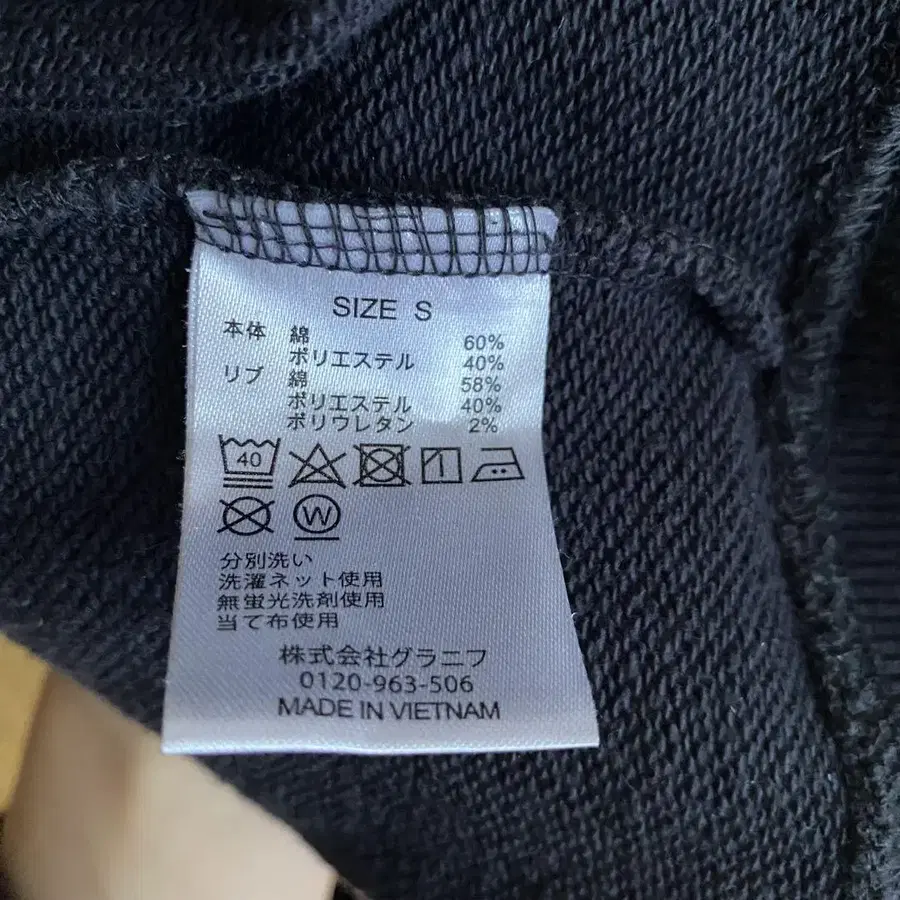 SIZE S
本体 綿 60%
ポリエステル 40%
リブ 綿 58%
ポリエステル 40%
ポリウレタン 2%
40
W
分別洗い
洗濯ネット使用
無蛍光洗剤使用
当て布使用
株式会社グラニフ
0120-963-506
MADE IN VIETNAM